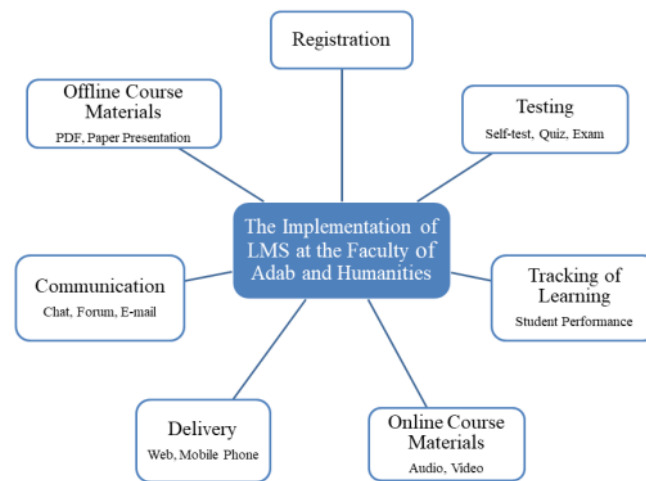 Registration
Offline Course
Materials
PDF, Paper Presentation
Testing
Self-test, Quiz, Exam
The Implementation of
LMS at the Faculty of
Adab and Humanities
Communication
Chat, Forum, E-mail
Tracking of
Learning
Student Performance
Delivery
Web, Mobile Phone
Online Course
Materials
Audio, Video